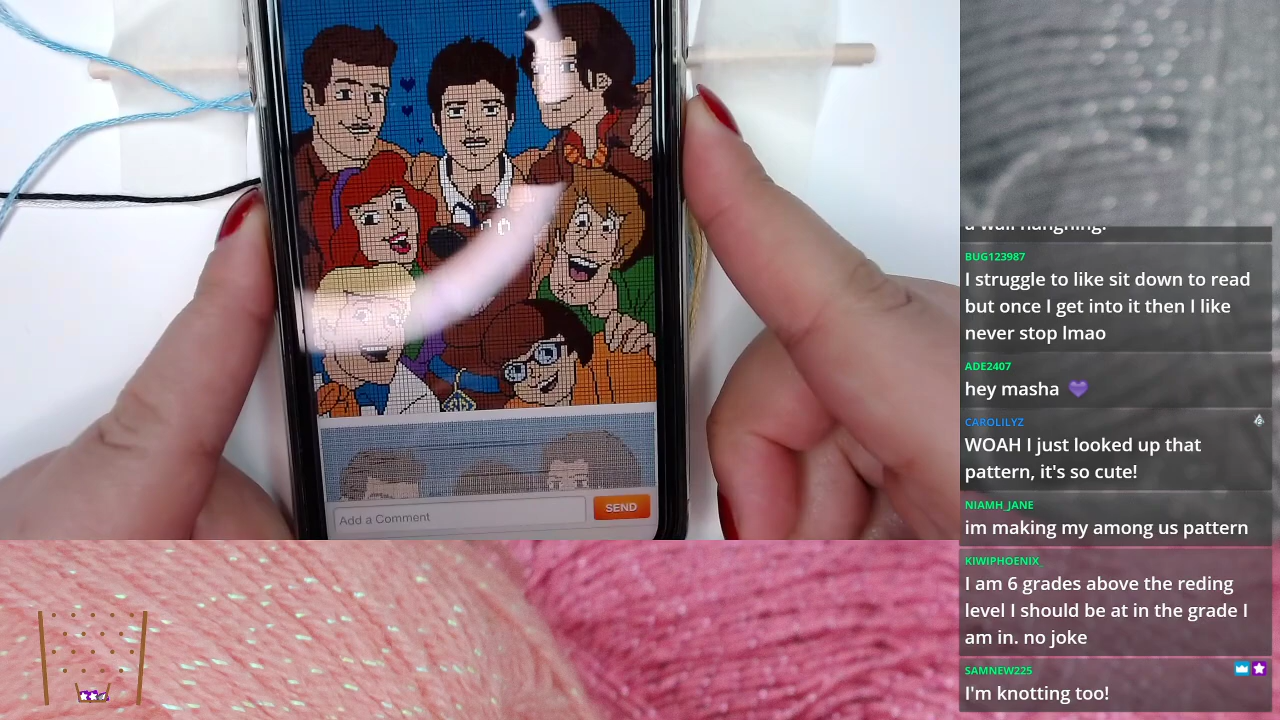 Add a Comment
SEND
BUG123987
I struggle to like sit down to read
but once I get into it then I like
never stop lmao
ADE2407
hey masha
CAROLILYZ
WOAH I just looked up that
pattern, it's so cute!
NIAMH_JANE
im making my among us pattern
KIWIPHOENIX_
I am 6 grades above the reding
level I should be at in the grade I
am in. no joke
SAMNEW225
I'm knotting too!